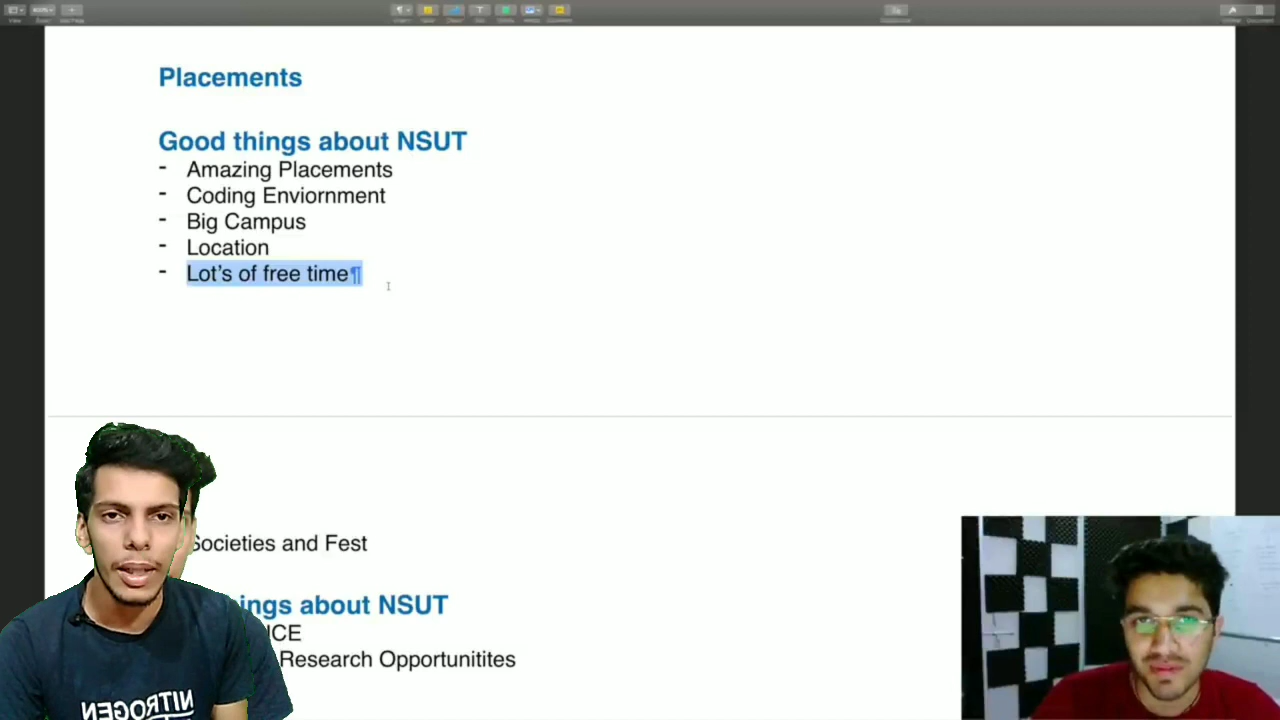 Placements
Good things about NSUT
- Amazing Placements
- Coding Enviornment
- Big Campus
- Location
- Lot's of free time¶
Societies and Fest
ings about NSUT
ICE
Research Opportunitites
NITROGEN